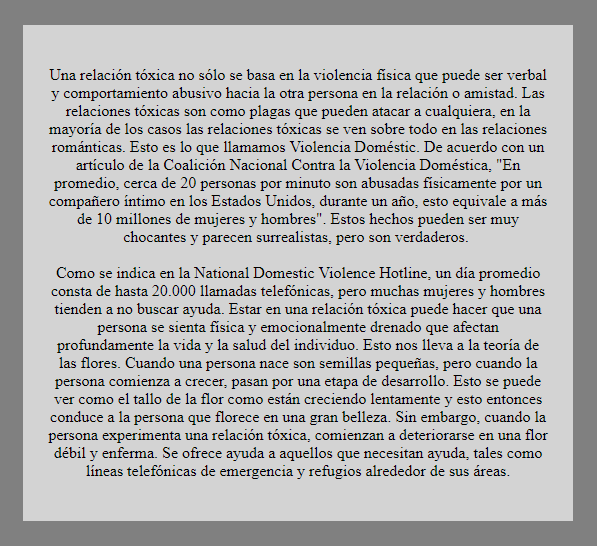 Una relación tóxica no sólo se basa en la violencia física que puede ser verbal
y comportamiento abusivo hacia la otra persona en la relación o amistad. Las
relaciones tóxicas son como plagas que pueden atacar a cualquiera, en la
mayoría de los casos las relaciones tóxicas se ven sobre todo en las relaciones
románticas. Esto es lo que llamamos Violencia Doméstic. De acuerdo con un
artículo de la Coalición Nacional Contra la Violencia Doméstica, "En
promedio, cerca de 20 personas por minuto son abusadas físicamente por un
compañero íntimo en los Estados Unidos, durante un año, esto equivale a más
de 10 millones de mujeres y hombres". Estos hechos pueden ser muy
chocantes y parecen surrealistas, pero son verdaderos.
Como se indica en la National Domestic Violence Hotline, un día promedio
consta de hasta 20.000 llamadas telefónicas, pero muchas mujeres y hombres
tienden a no buscar ayuda. Estar en una relación tóxica puede hacer que una
persona se sienta física y emocionalmente drenado que afectan
profundamente la vida y la salud del individuo. Esto nos lleva a la teoría de
las flores. Cuando una persona nace son semillas pequeñas, pero cuando la
persona comienza a crecer, pasan por una etapa de desarrollo. Esto se puede
ver como el tallo de la flor como están creciendo lentamente y esto entonces
conduce a la persona que florece en una gran belleza. Sin embargo, cuando la
persona experimenta una relación tóxica, comienzan a deteriorarse en una flor
débil y enferma. Se ofrece ayuda a aquellos que necesitan ayuda, tales como
líneas telefónicas de emergencia y refugios alrededor de sus áreas.